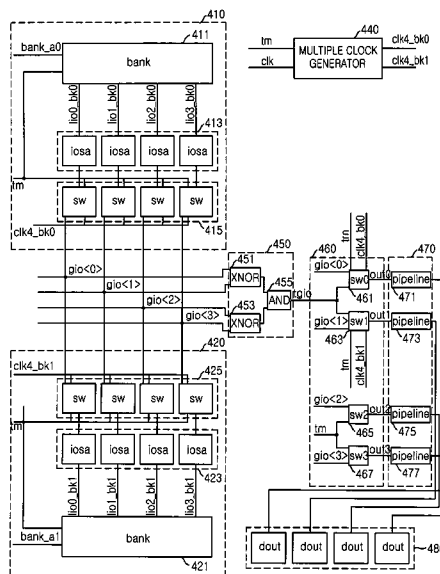 410
411
bank_a0
bank
lio0_bk0
lio1_bk0
lio2_bk0
lio3_bk0
413
iosa
iosa
iosa
iosa
tm
sw
sw
sw
sw
clk4_bk0
415
440
tm
clk
MULTIPLE CLOCK
GENERATOR
clk4_bk0
clk4_bk1
gio<0>
gio<1>
gio<2>
gio<3>
450
451
XNOR
453
XNOR
455
AND
tgio
460
tm
clk4_bk0
gio<0>
sw0
461
out0
gio<1>
sw1
463
out1
tm
clk4_bk1
gio<2>
sw2
465
out2
tm
gio<3>
sw3
467
out3
470
pipeline
471
pipeline
473
pipeline
475
pipeline
477
420
clk4_bk1
425
sw
sw
sw
sw
tm
iosa
iosa
iosa
iosa
423
lio0_bk1
lio1_bk1
lio2_bk1
lio3_bk1
bank_a1
bank
421
dout
dout
dout
dout